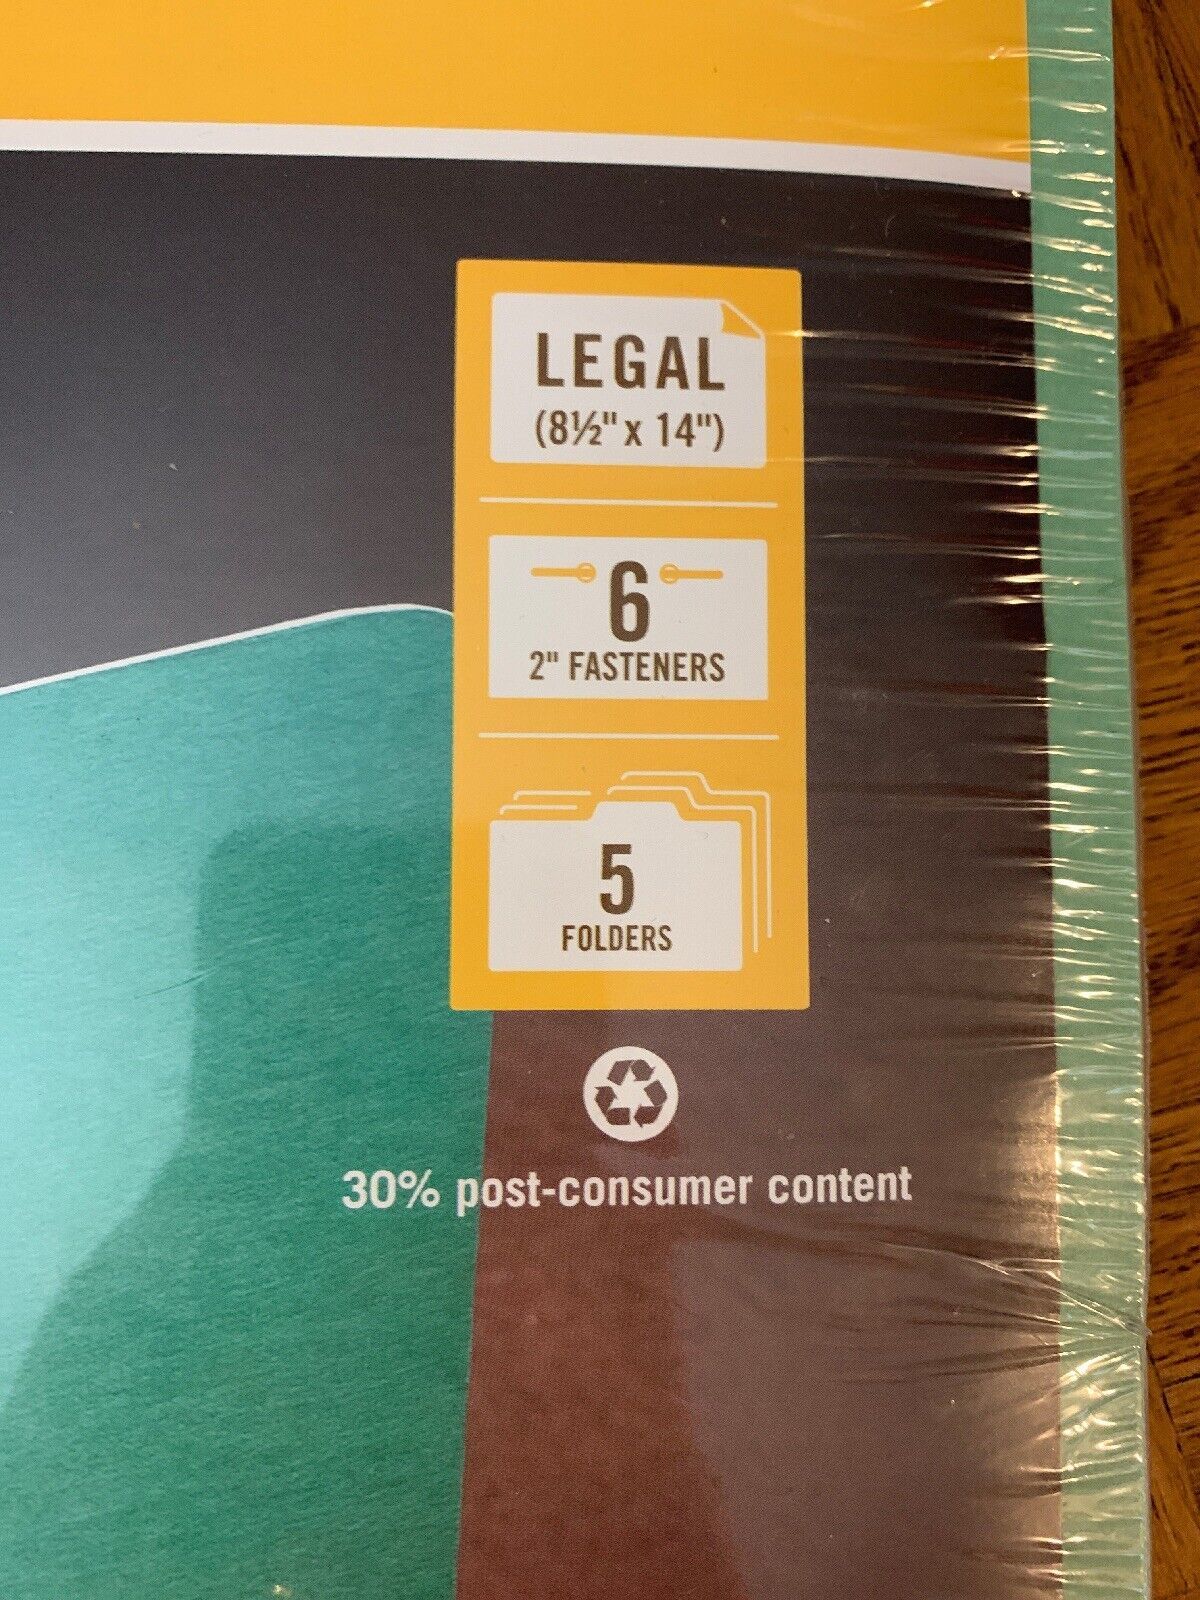 LEGAL
(8½" x 14")
6
2" FASTENERS
5
FOLDERS
30% post-consumer content